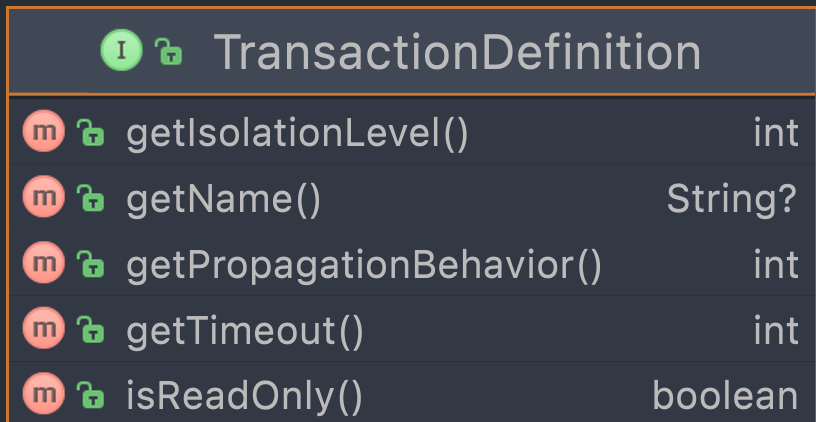 I TransactionDefinition
m getIsolationLevel() int
m getName() String?
m getPropagationBehavior() int
m getTimeout() int
m isReadOnly() boolean